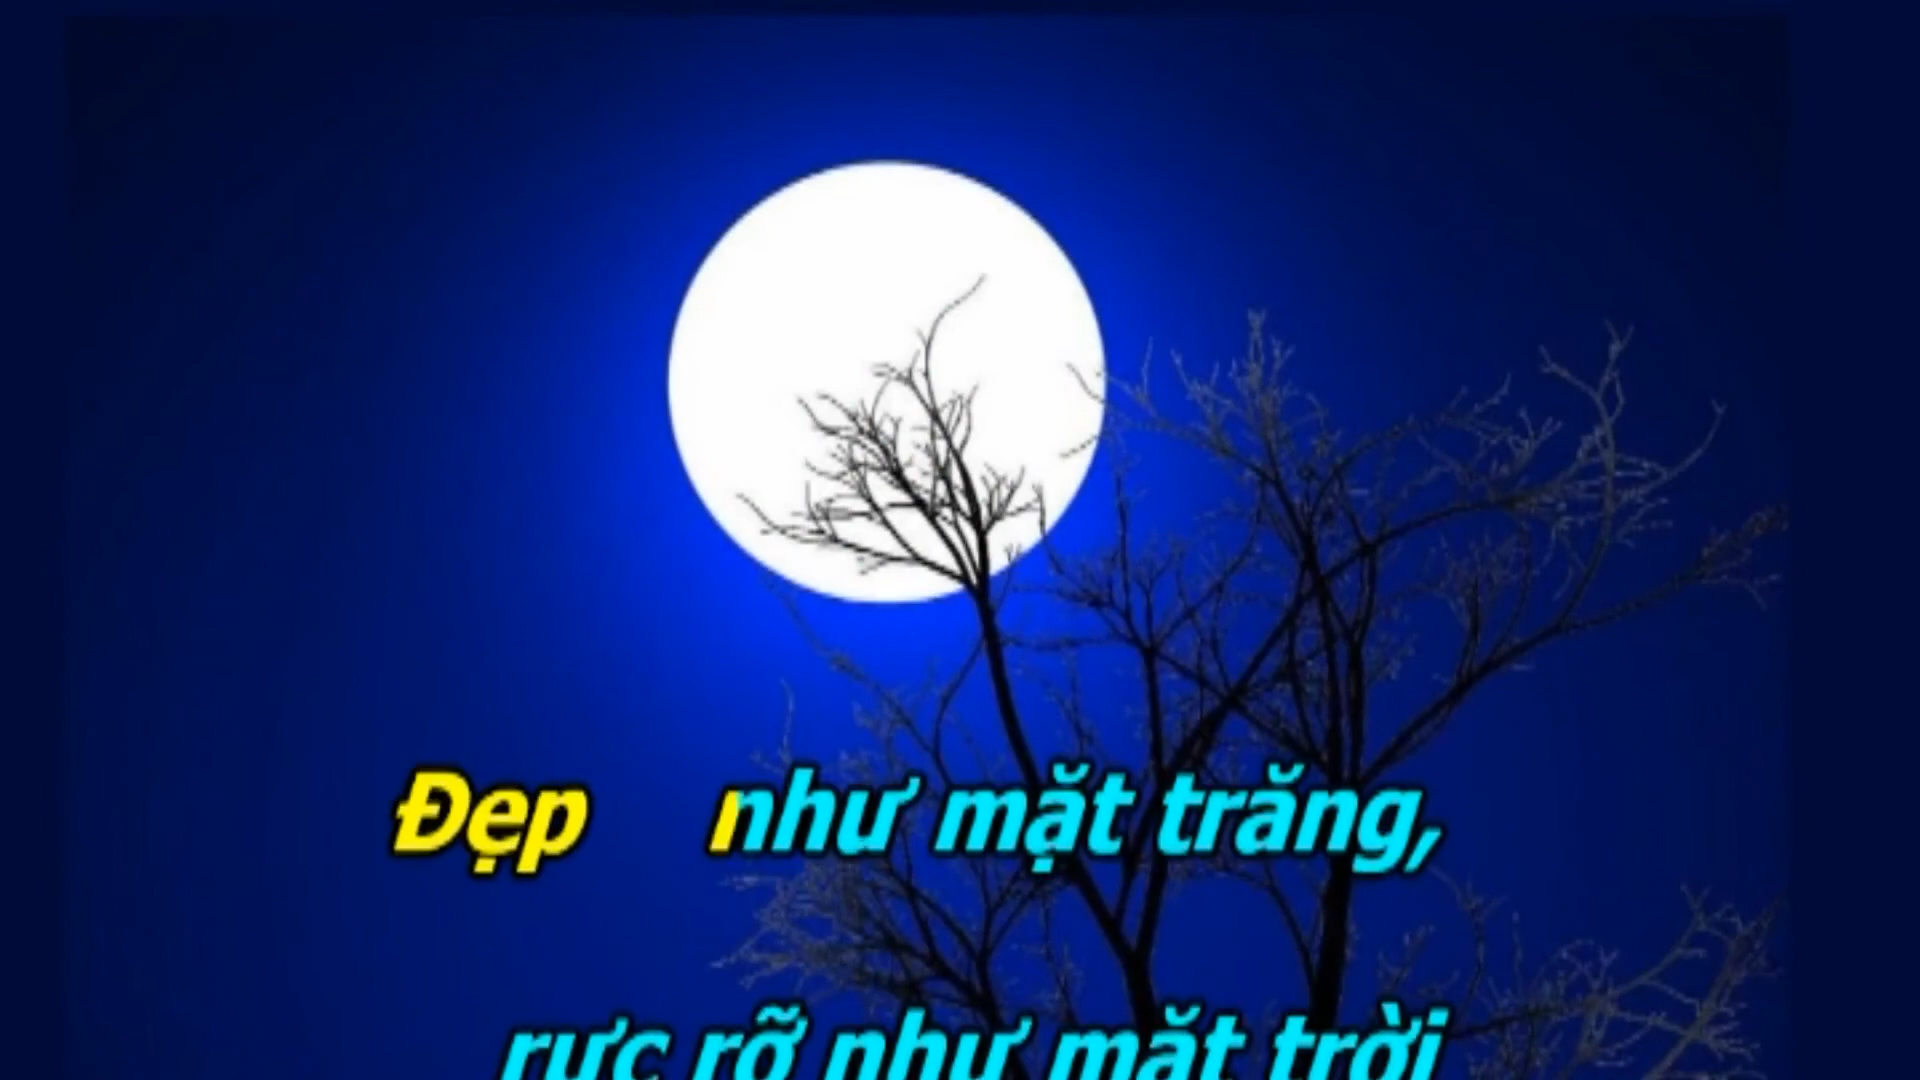 Đẹp như mặt trăng,
rực rỡ như mặt trời